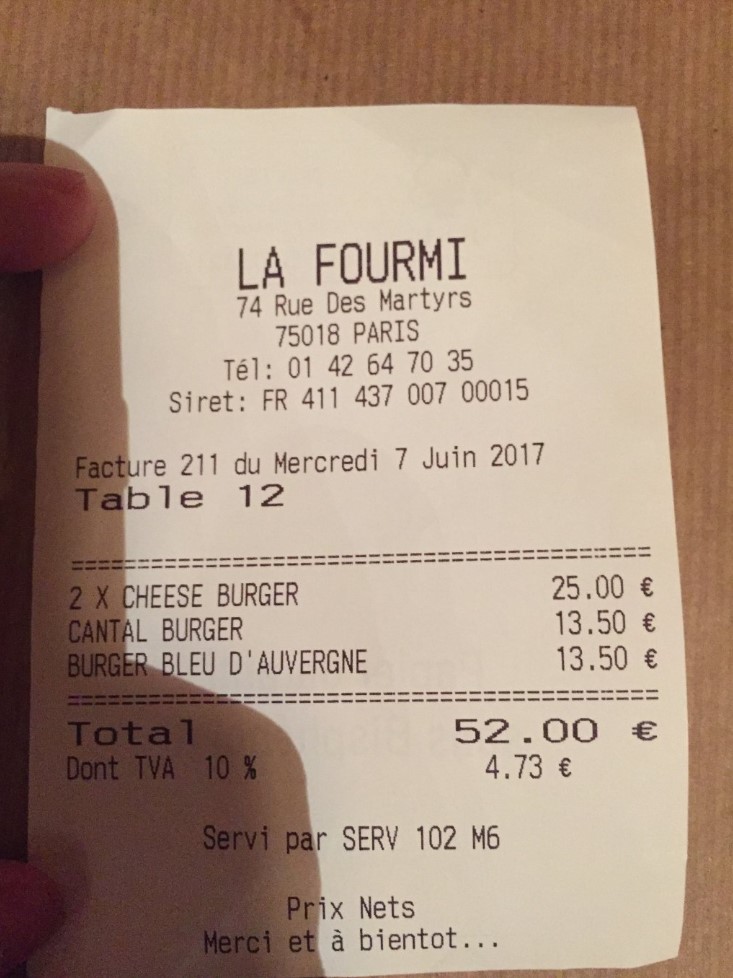 LA FOURMI
74 Rue Des Martyrs
75018 PARIS
Tél: 01 42 64 70 35
Siret: FR 411 437 007 00015
Facture 211 du Mercredi 7 Juin 2017
Table 12
============================================
2 X CHEESE BURGER 25.00 €
CANTAL BURGER 13.50 €
BURGER BLEU D'AUVERGNE 13.50 €
============================================
Total 52.00 €
Dont TVA 10 % 4.73 €
Servi par SERV 102 M6
Prix Nets
Merci et à bientot...